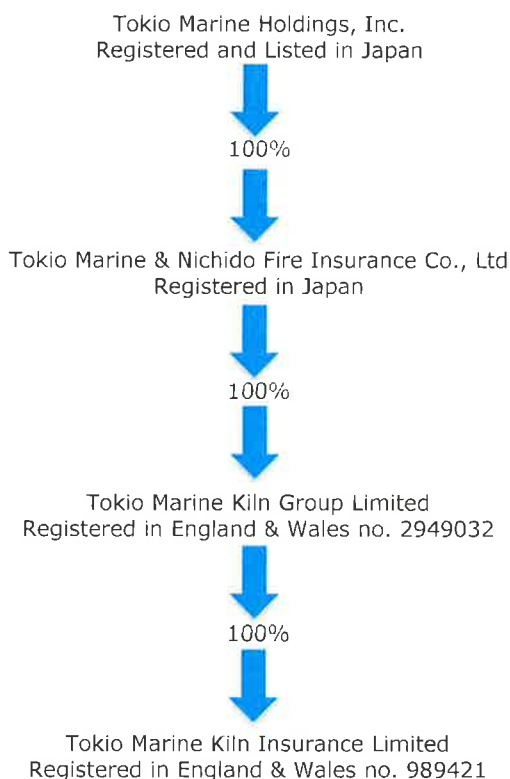 Tokio Marine Holdings, Inc.
Registered and Listed in Japan
100%
Tokio Marine & Nichido Fire Insurance Co., Ltd
Registered in Japan
100%
Tokio Marine Kiln Group Limited
Registered in England & Wales no. 2949032
100%
Tokio Marine Kiln Insurance Limited
Registered in England & Wales no. 989421